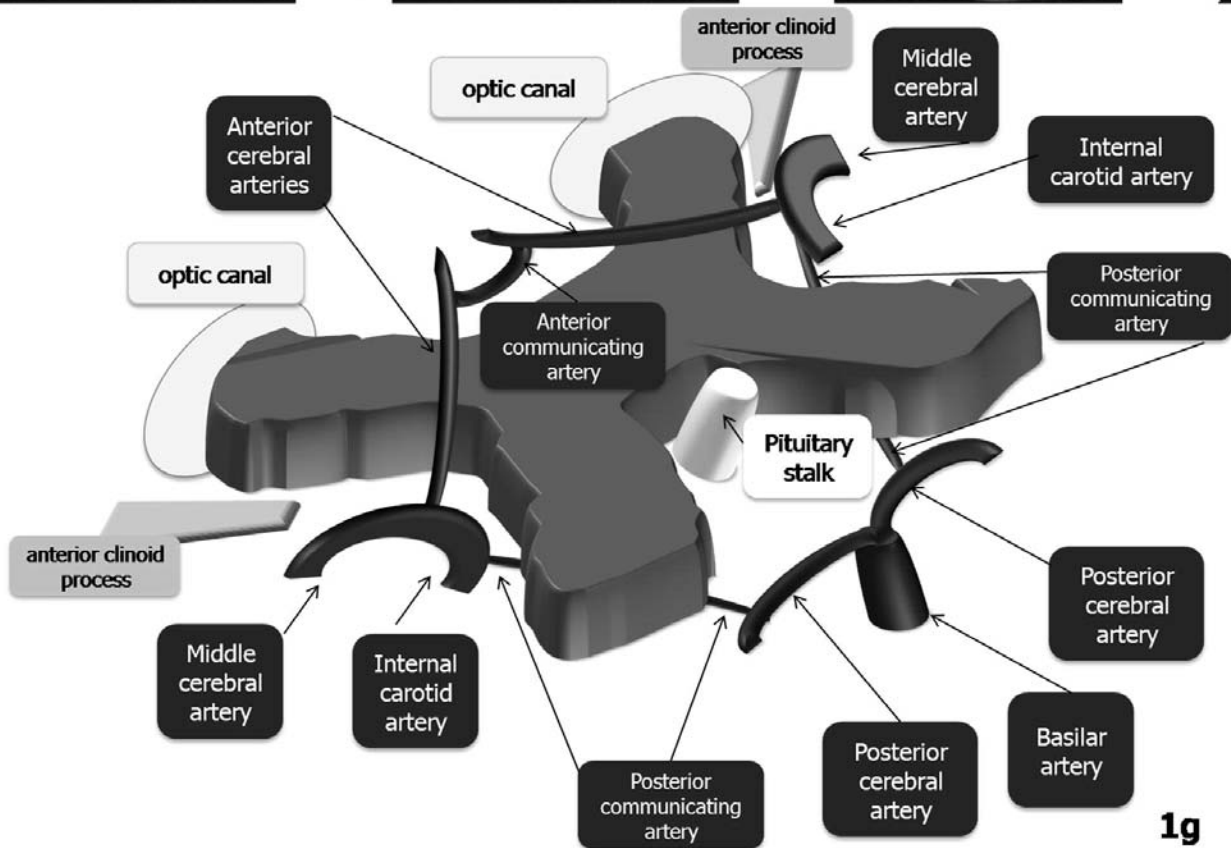 anterior clinoid
process
Middle
cerebral
artery
optic canal
Anterior
cerebral
arteries
Internal
carotid artery
optic canal
Posterior
communicating
artery
Anterior
communicating
artery
Pituitary
stalk
anterior clinoid
process
Middle
cerebral
artery
Internal
carotid
artery
Posterior
communicating
artery
Posterior
cerebral
artery
Posterior
cerebral
artery
Basilar
artery
1g